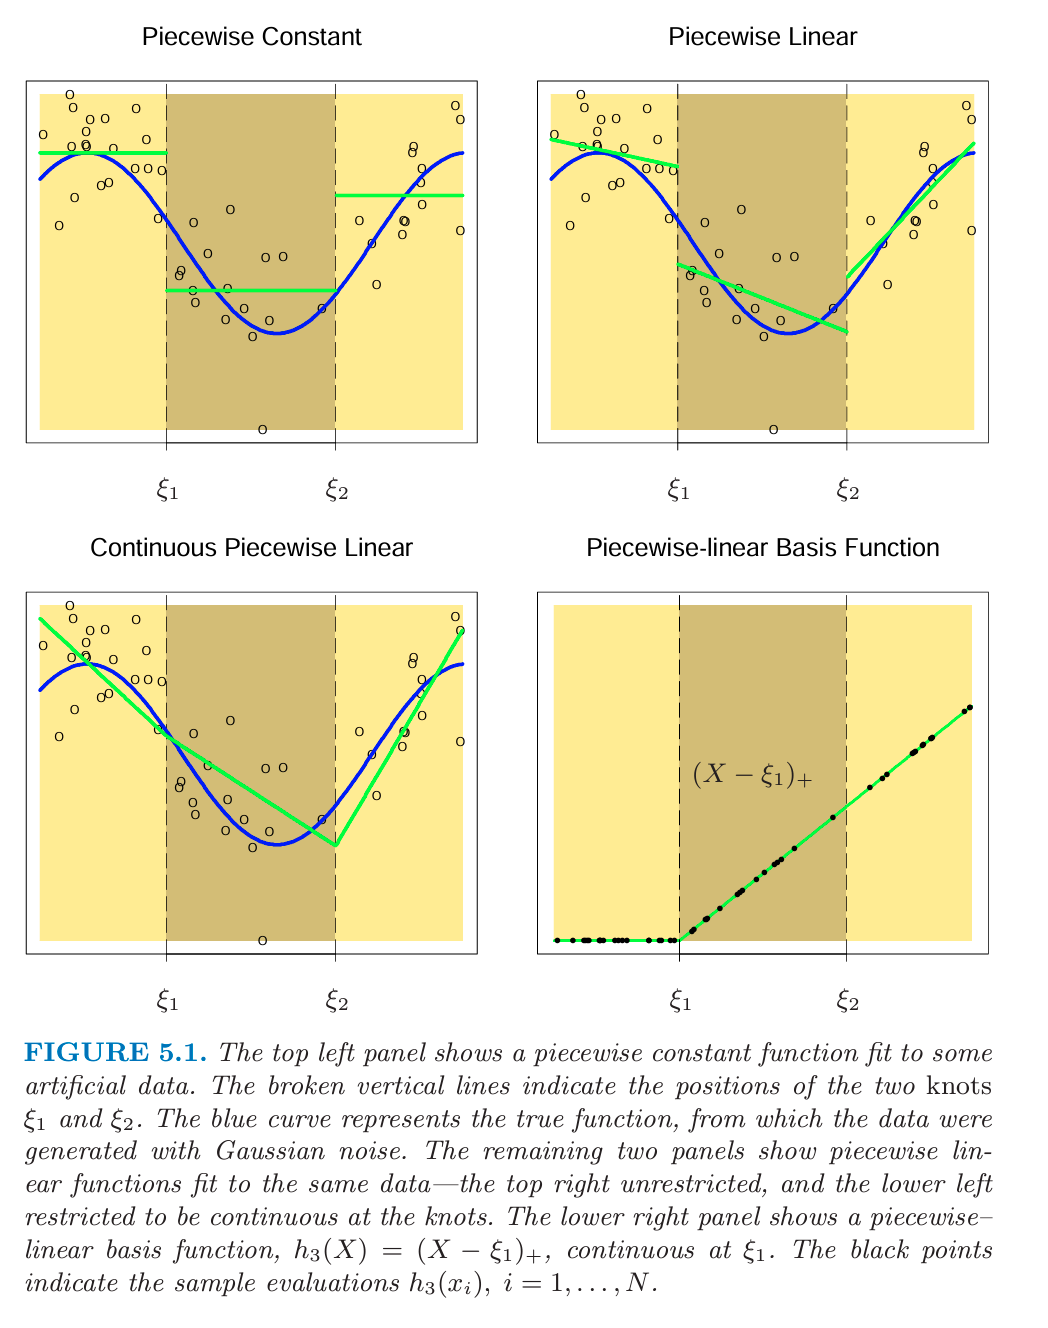 Piecewise Constant
Piecewise Linear
ξ1 ξ2
ξ1 ξ2
Continuous Piecewise Linear
Piecewise-linear Basis Function
(X − ξ1)+
ξ1 ξ2
ξ1 ξ2
FIGURE 5.1. The top left panel shows a piecewise constant function fit to some
artificial data. The broken vertical lines indicate the positions of the two knots
ξ1 and ξ2. The blue curve represents the true function, from which the data were
generated with Gaussian noise. The remaining two panels show piecewise lin-
ear functions fit to the same data—the top right unrestricted, and the lower left
restricted to be continuous at the knots. The lower right panel shows a piecewise–
linear basis function, h3(X) = (X − ξ1)+, continuous at ξ1. The black points
indicate the sample evaluations h3(xi), i = 1, . . . , N.